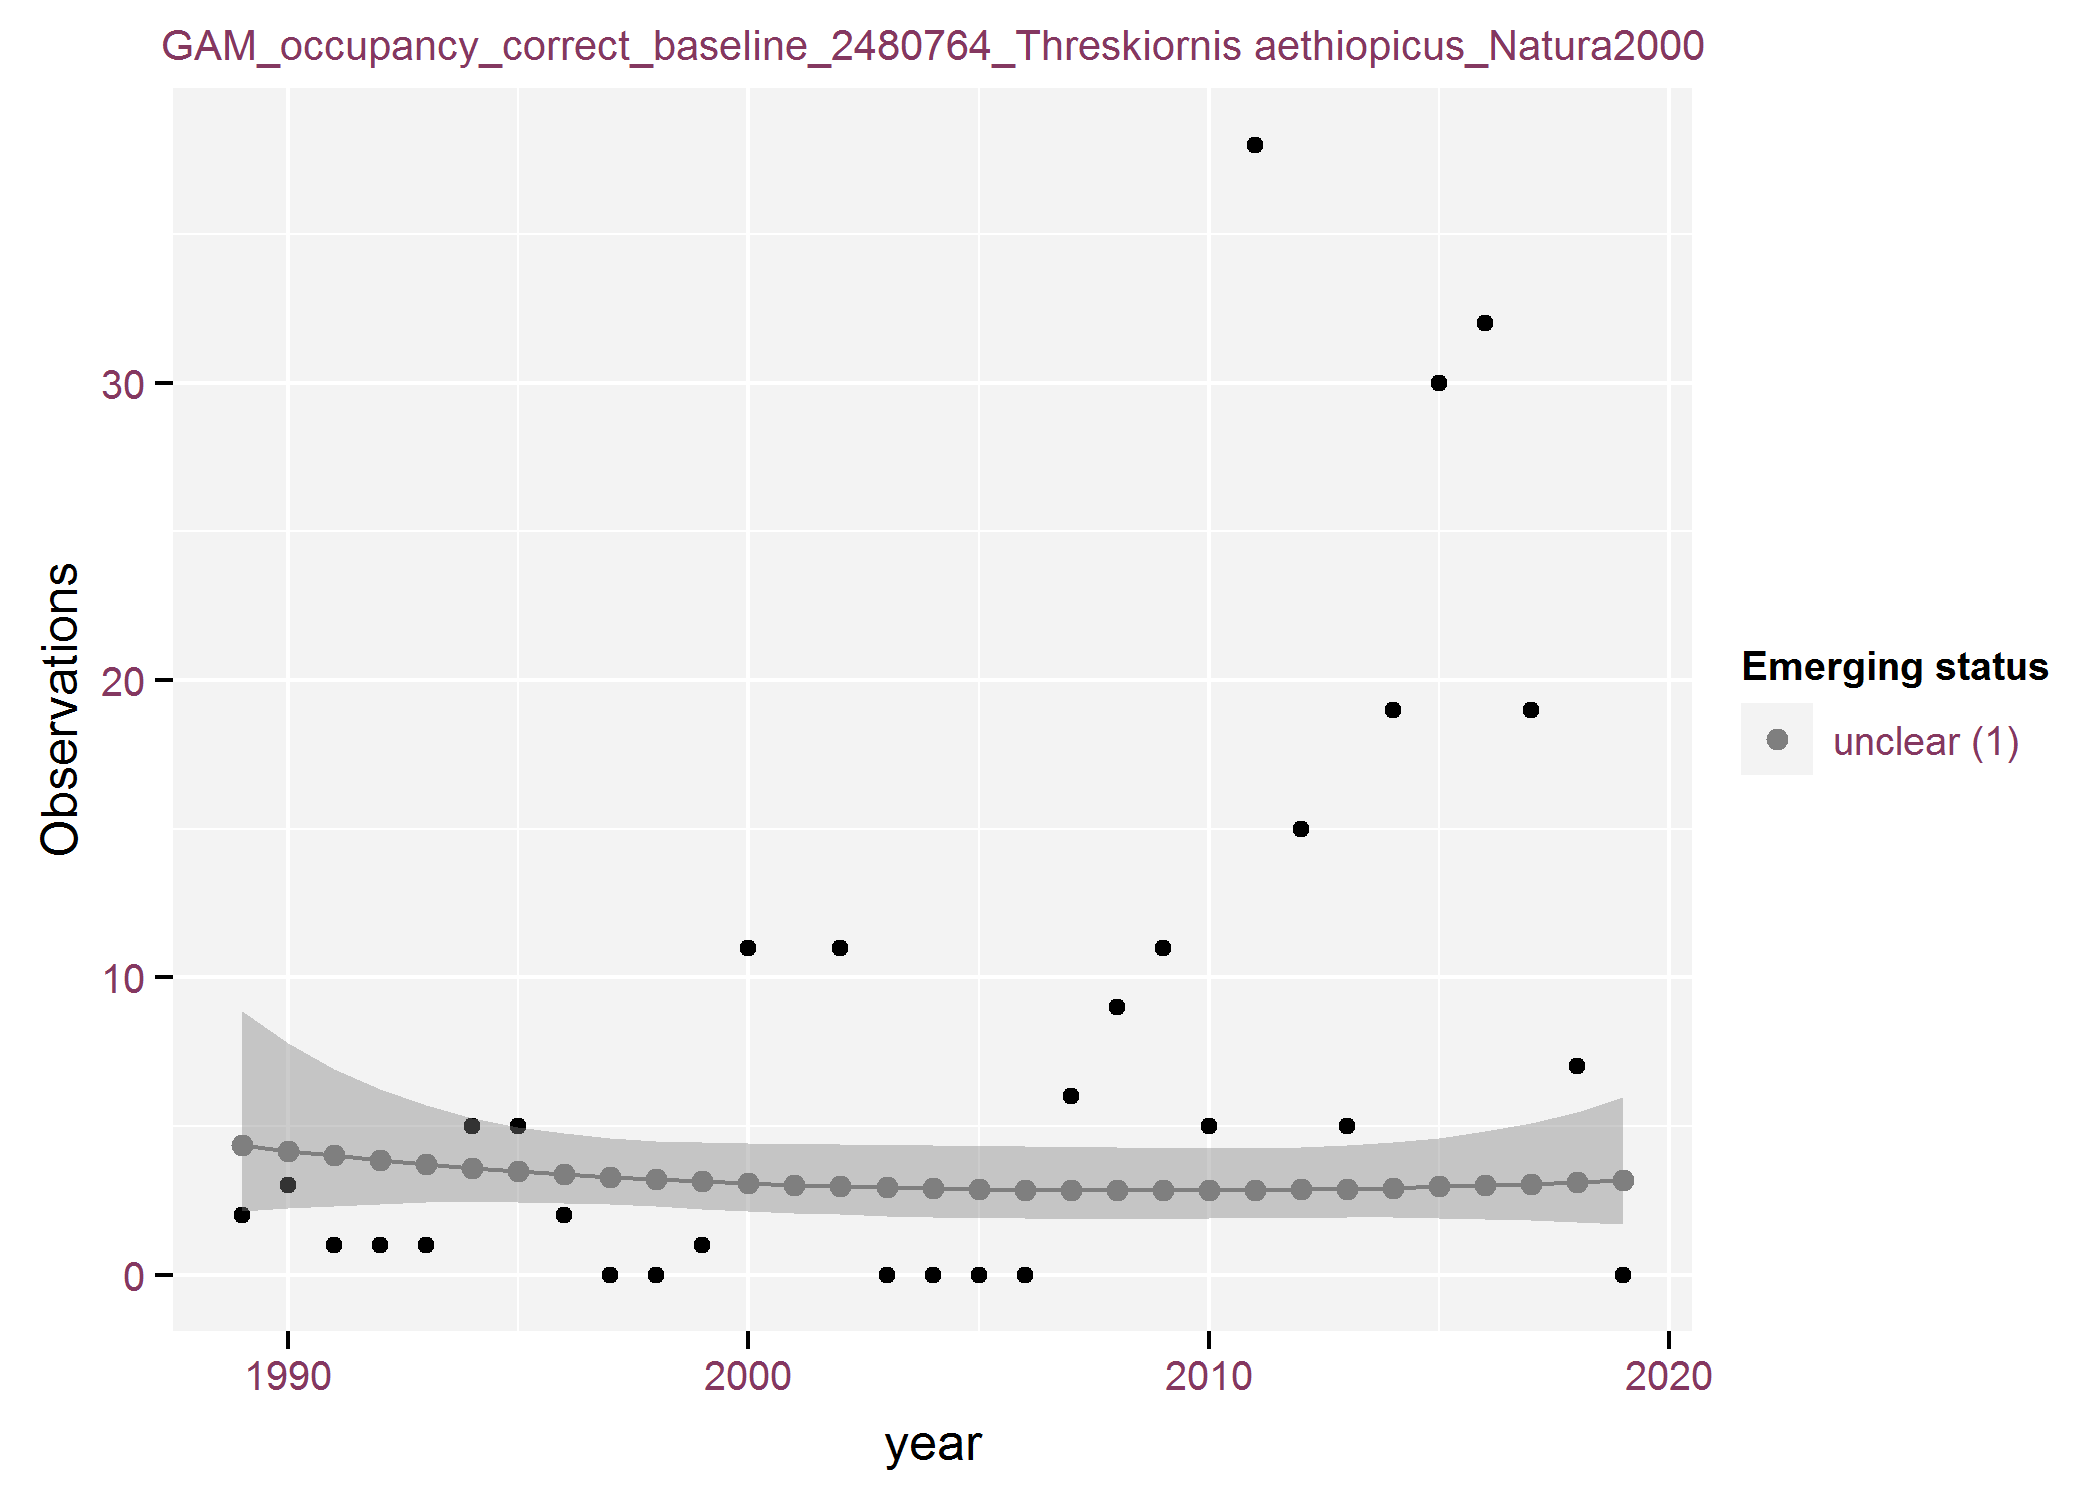 GAM_occupancy_correct_baseline_2480764_Threskiornis aethiopicus_Natura2000
Observations
30
20
10
0
1990
2000
2010
2020
year
Emerging status
unclear (1)